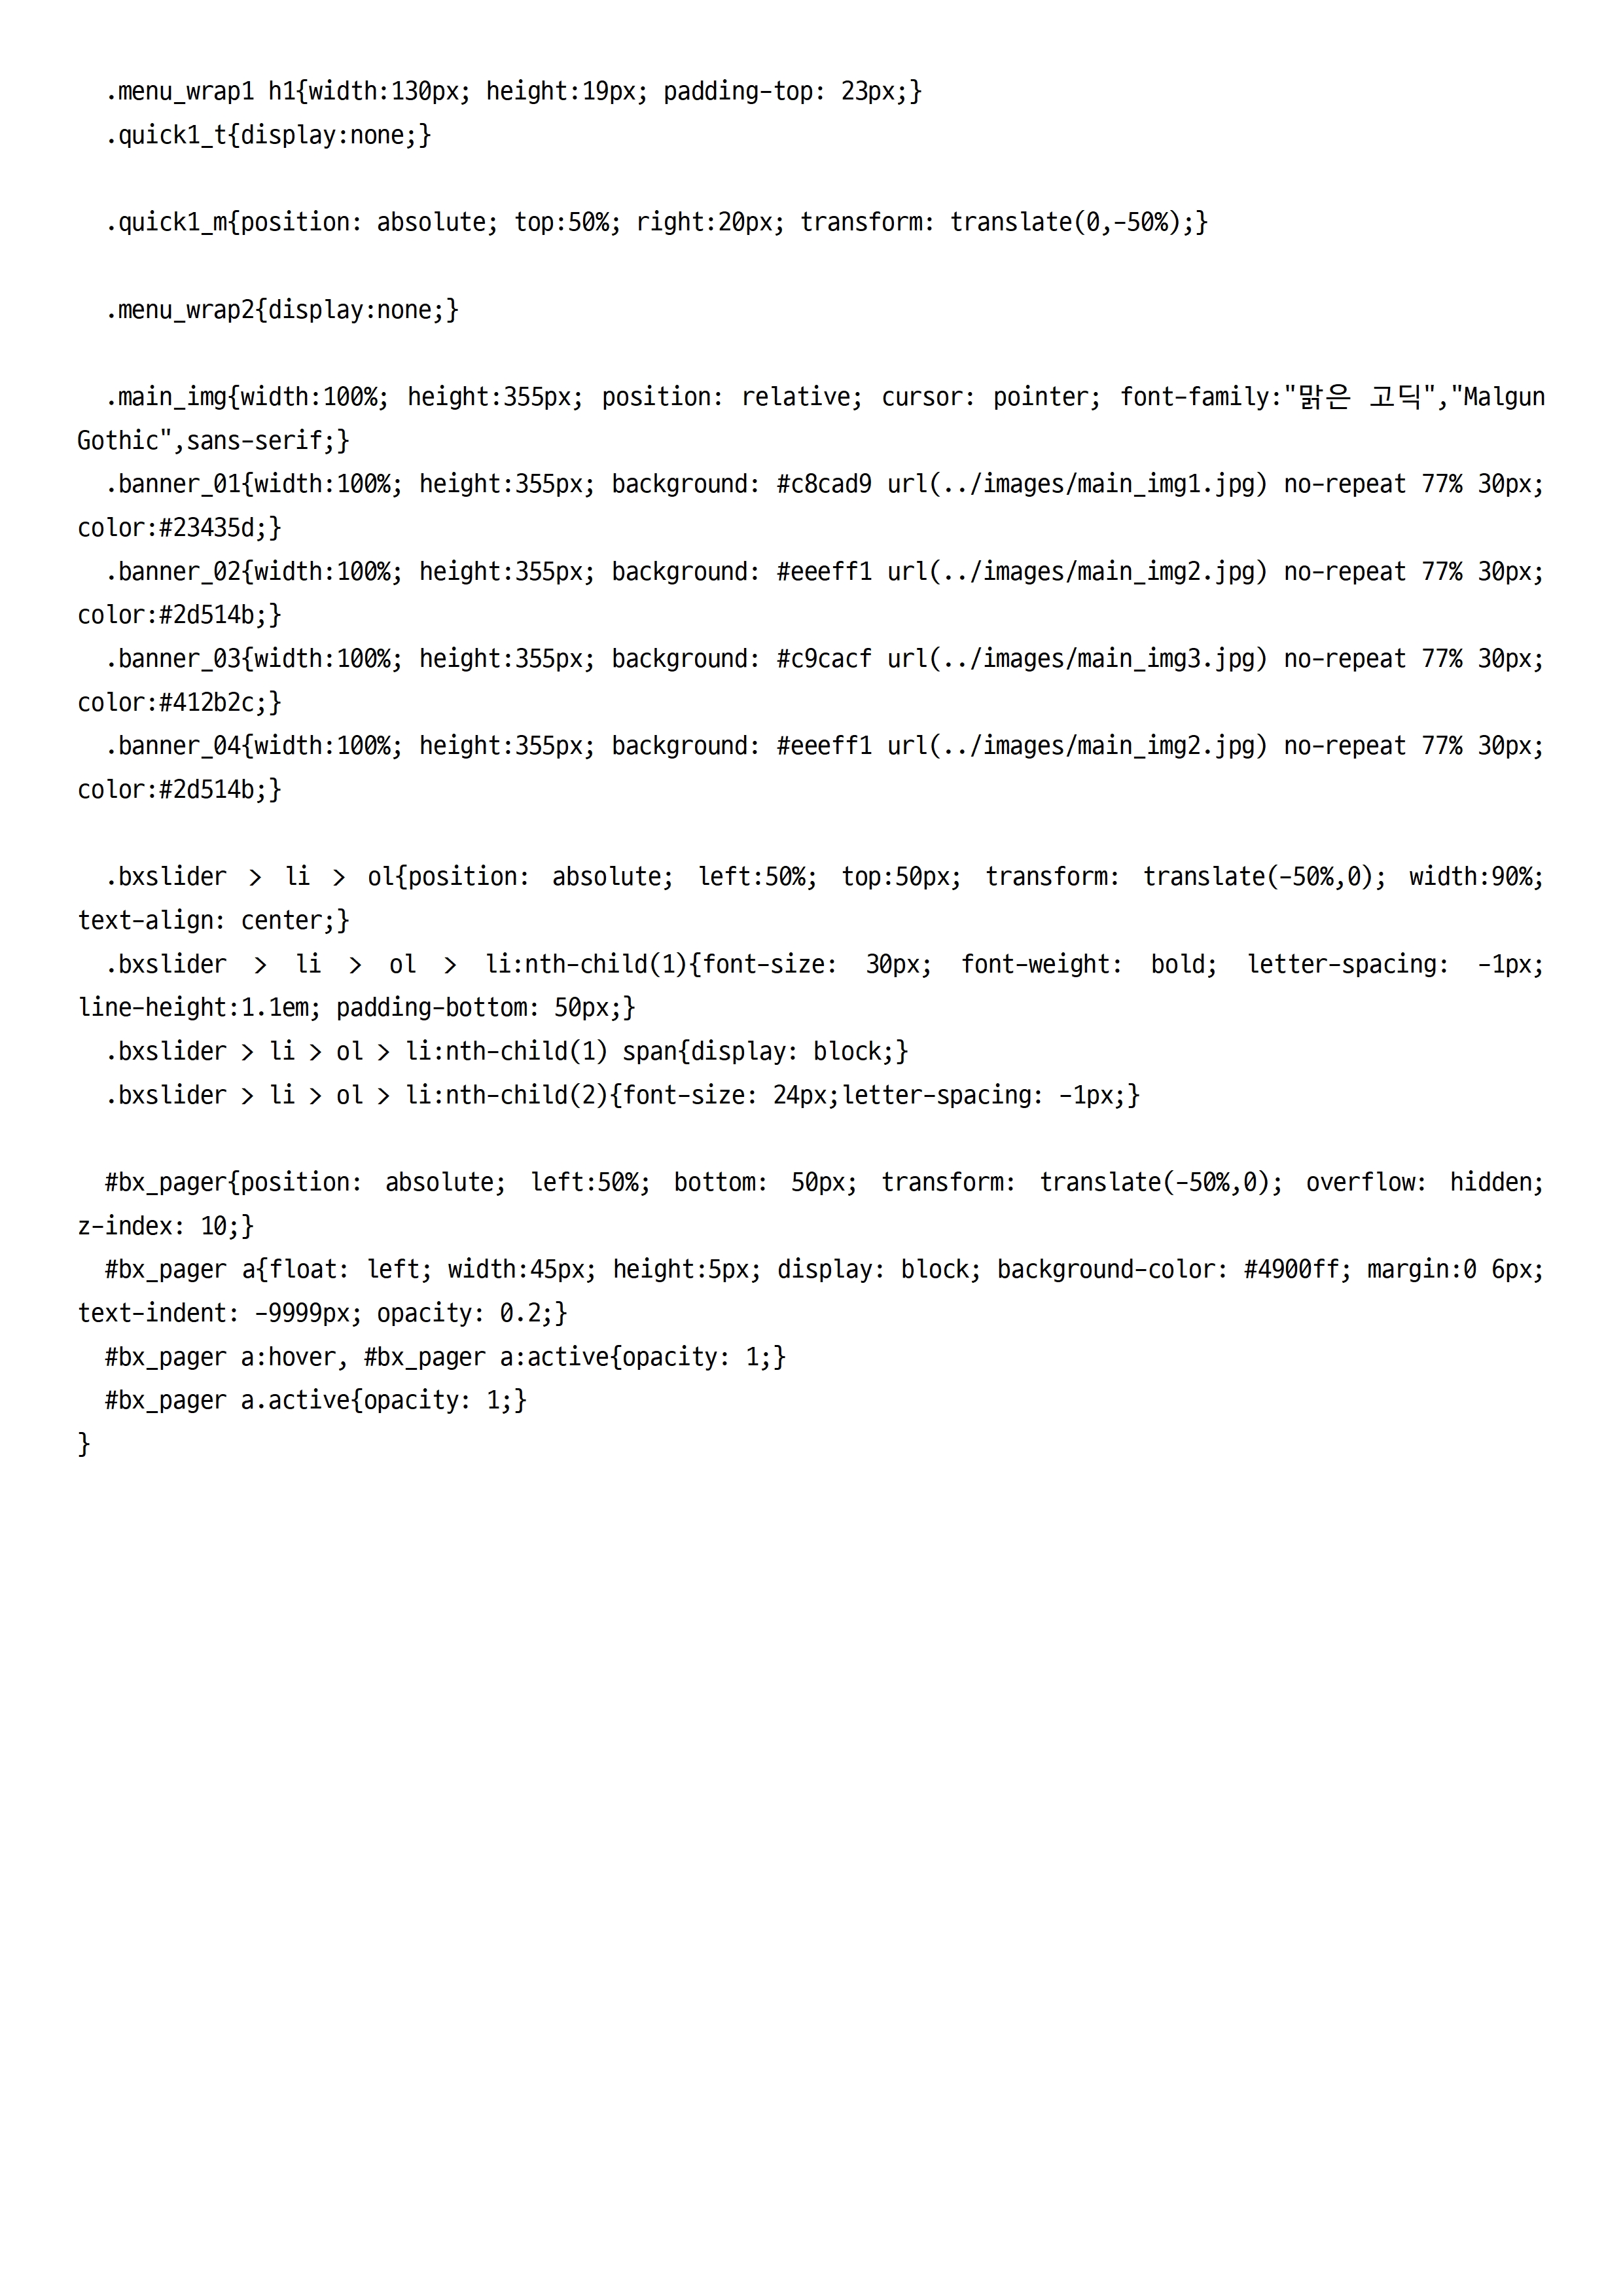 .menu_wrap1 h1{width:130px; height:19px; padding-top: 23px;}
.quick1_t{display:none;}
.quick1_m{position: absolute; top:50%; right:20px; transform: translate(0,-50%);}
.menu_wrap2{display:none;}
.main_img{width:100%; height:355px; position: relative; cursor: pointer; font-family:"맑은 고딕","Malgun
Gothic",sans-serif;}
.banner_01{width:100%; height:355px; background: #c8cad9 url(../images/main_img1.jpg) no-repeat 77% 30px;
color:#23435d;}
.banner_02{width:100%; height:355px; background: #eeeff1 url(../images/main_img2.jpg) no-repeat 77% 30px;
color:#2d514b;}
.banner_03{width:100%; height:355px; background: #c9cacf url(../images/main_img3.jpg) no-repeat 77% 30px;
color:#412b2c;}
.banner_04{width:100%; height:355px; background: #eeeff1 url(../images/main_img2.jpg) no-repeat 77% 30px;
color:#2d514b;}
.bxslider > li > ol{position: absolute; left:50%; top:50px; transform: translate(-50%,0); width:90%;
text-align: center;}
.bxslider > li > ol > li:nth-child(1){font-size: 30px; font-weight: bold; letter-spacing: -1px;
line-height:1.1em; padding-bottom: 50px;}
.bxslider > li > ol > li:nth-child(1) span{display: block;}
.bxslider > li > ol > li:nth-child(2){font-size: 24px;letter-spacing: -1px;}
#bx_pager{position: absolute; left:50%; bottom: 50px; transform: translate(-50%,0); overflow: hidden;
z-index: 10;}
#bx_pager a{float: left; width:45px; height:5px; display: block; background-color: #4900ff; margin:0 6px;
text-indent: -9999px; opacity: 0.2;}
#bx_pager a:hover, #bx_pager a:active{opacity: 1;}
#bx_pager a.active{opacity: 1;}
}